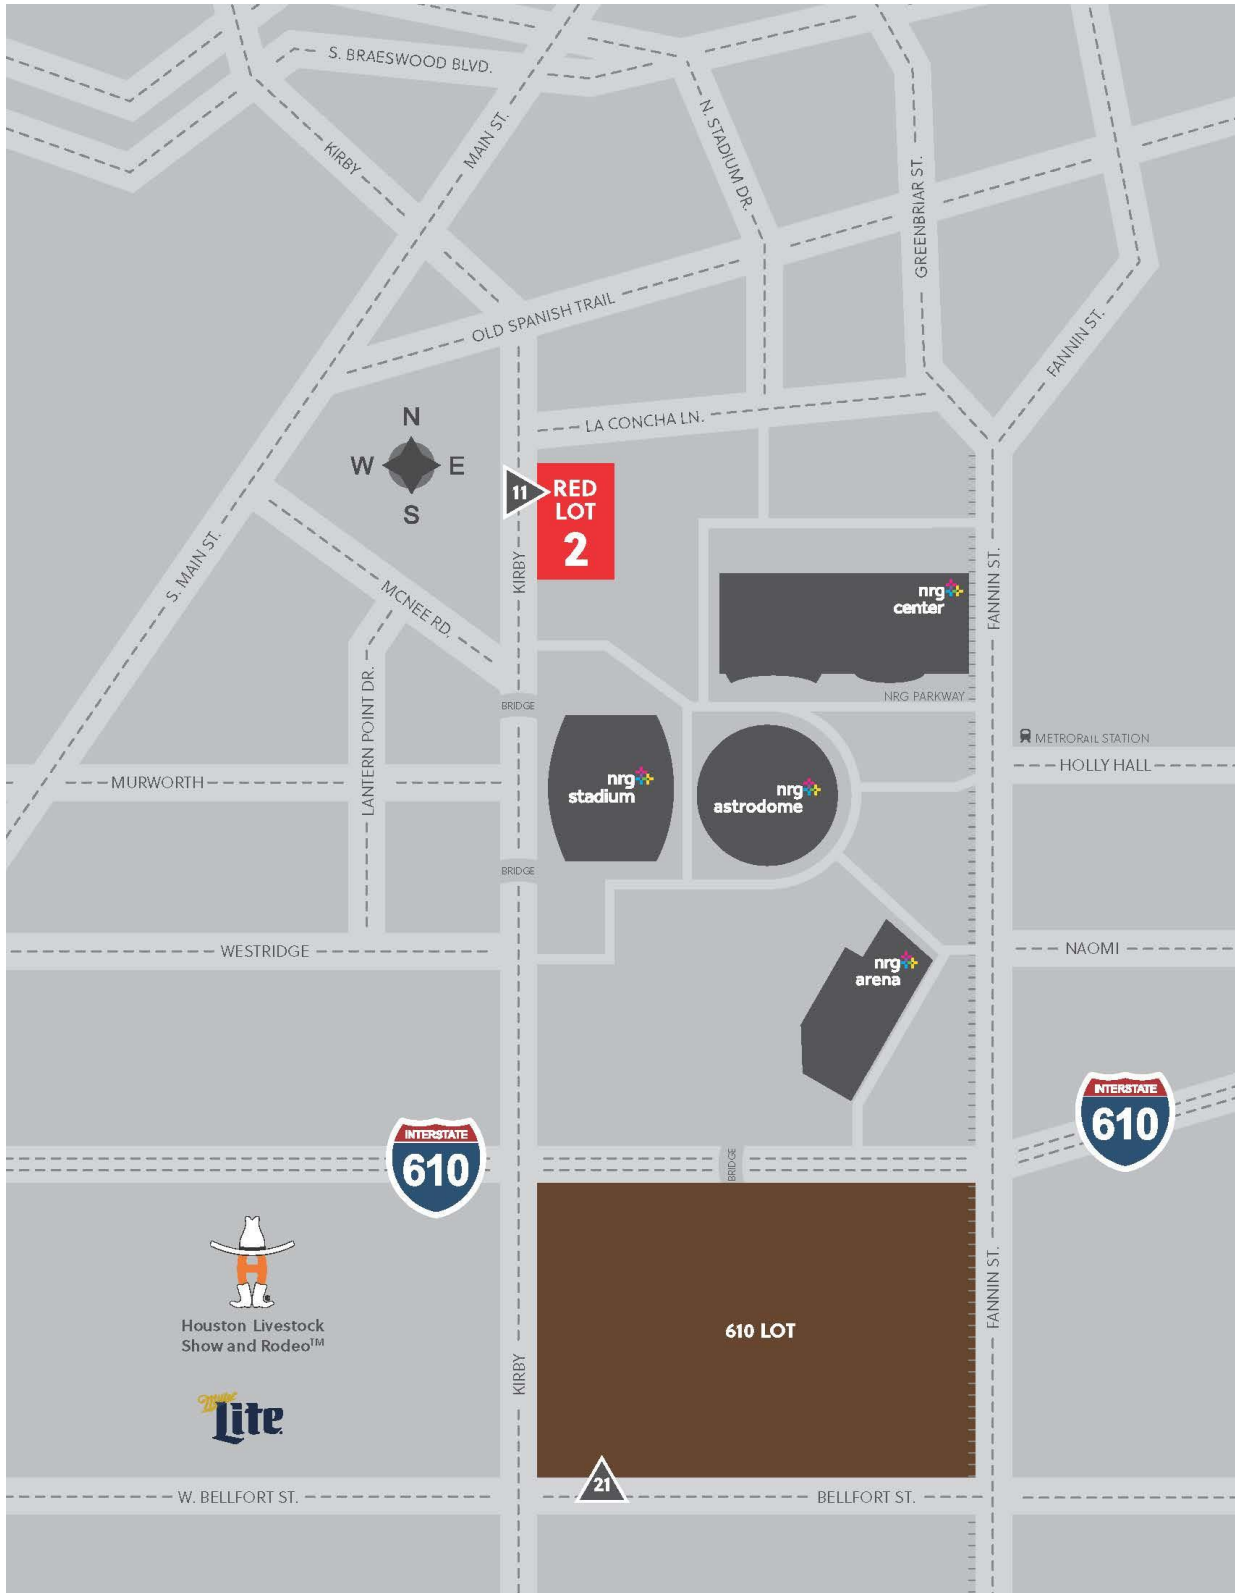 S. BRAESWOOD BLVD.
MAIN ST.
KIRBY
N. STADIUM DR.
GREENBRIAR ST.
OLD SPANISH TRAIL
FANNIN ST.
LA CONCHA LN.
N
W
E
S
11
RED
LOT
2
S. MAIN ST.
MCNEE RD.
KIRBY
FANNIN ST.
nrg
center
LANTERN POINT DR.
BRIDGE
NRG PARKWAY
METRORAIL STATION
HOLLY HALL
MURWORTH
nrg
stadium
nrg
astrodome
BRIDGE
WESTRIDGE
NAOMI
nrg
arena
INTERSTATE
610
INTERSTATE
610
BRIDGE
H
Houston Livestock
Show and Rodeo™
FANNIN ST.
610 LOT
KIRBY
Miller
Lite
21
W. BELLFORT ST.
BELLFORT ST.